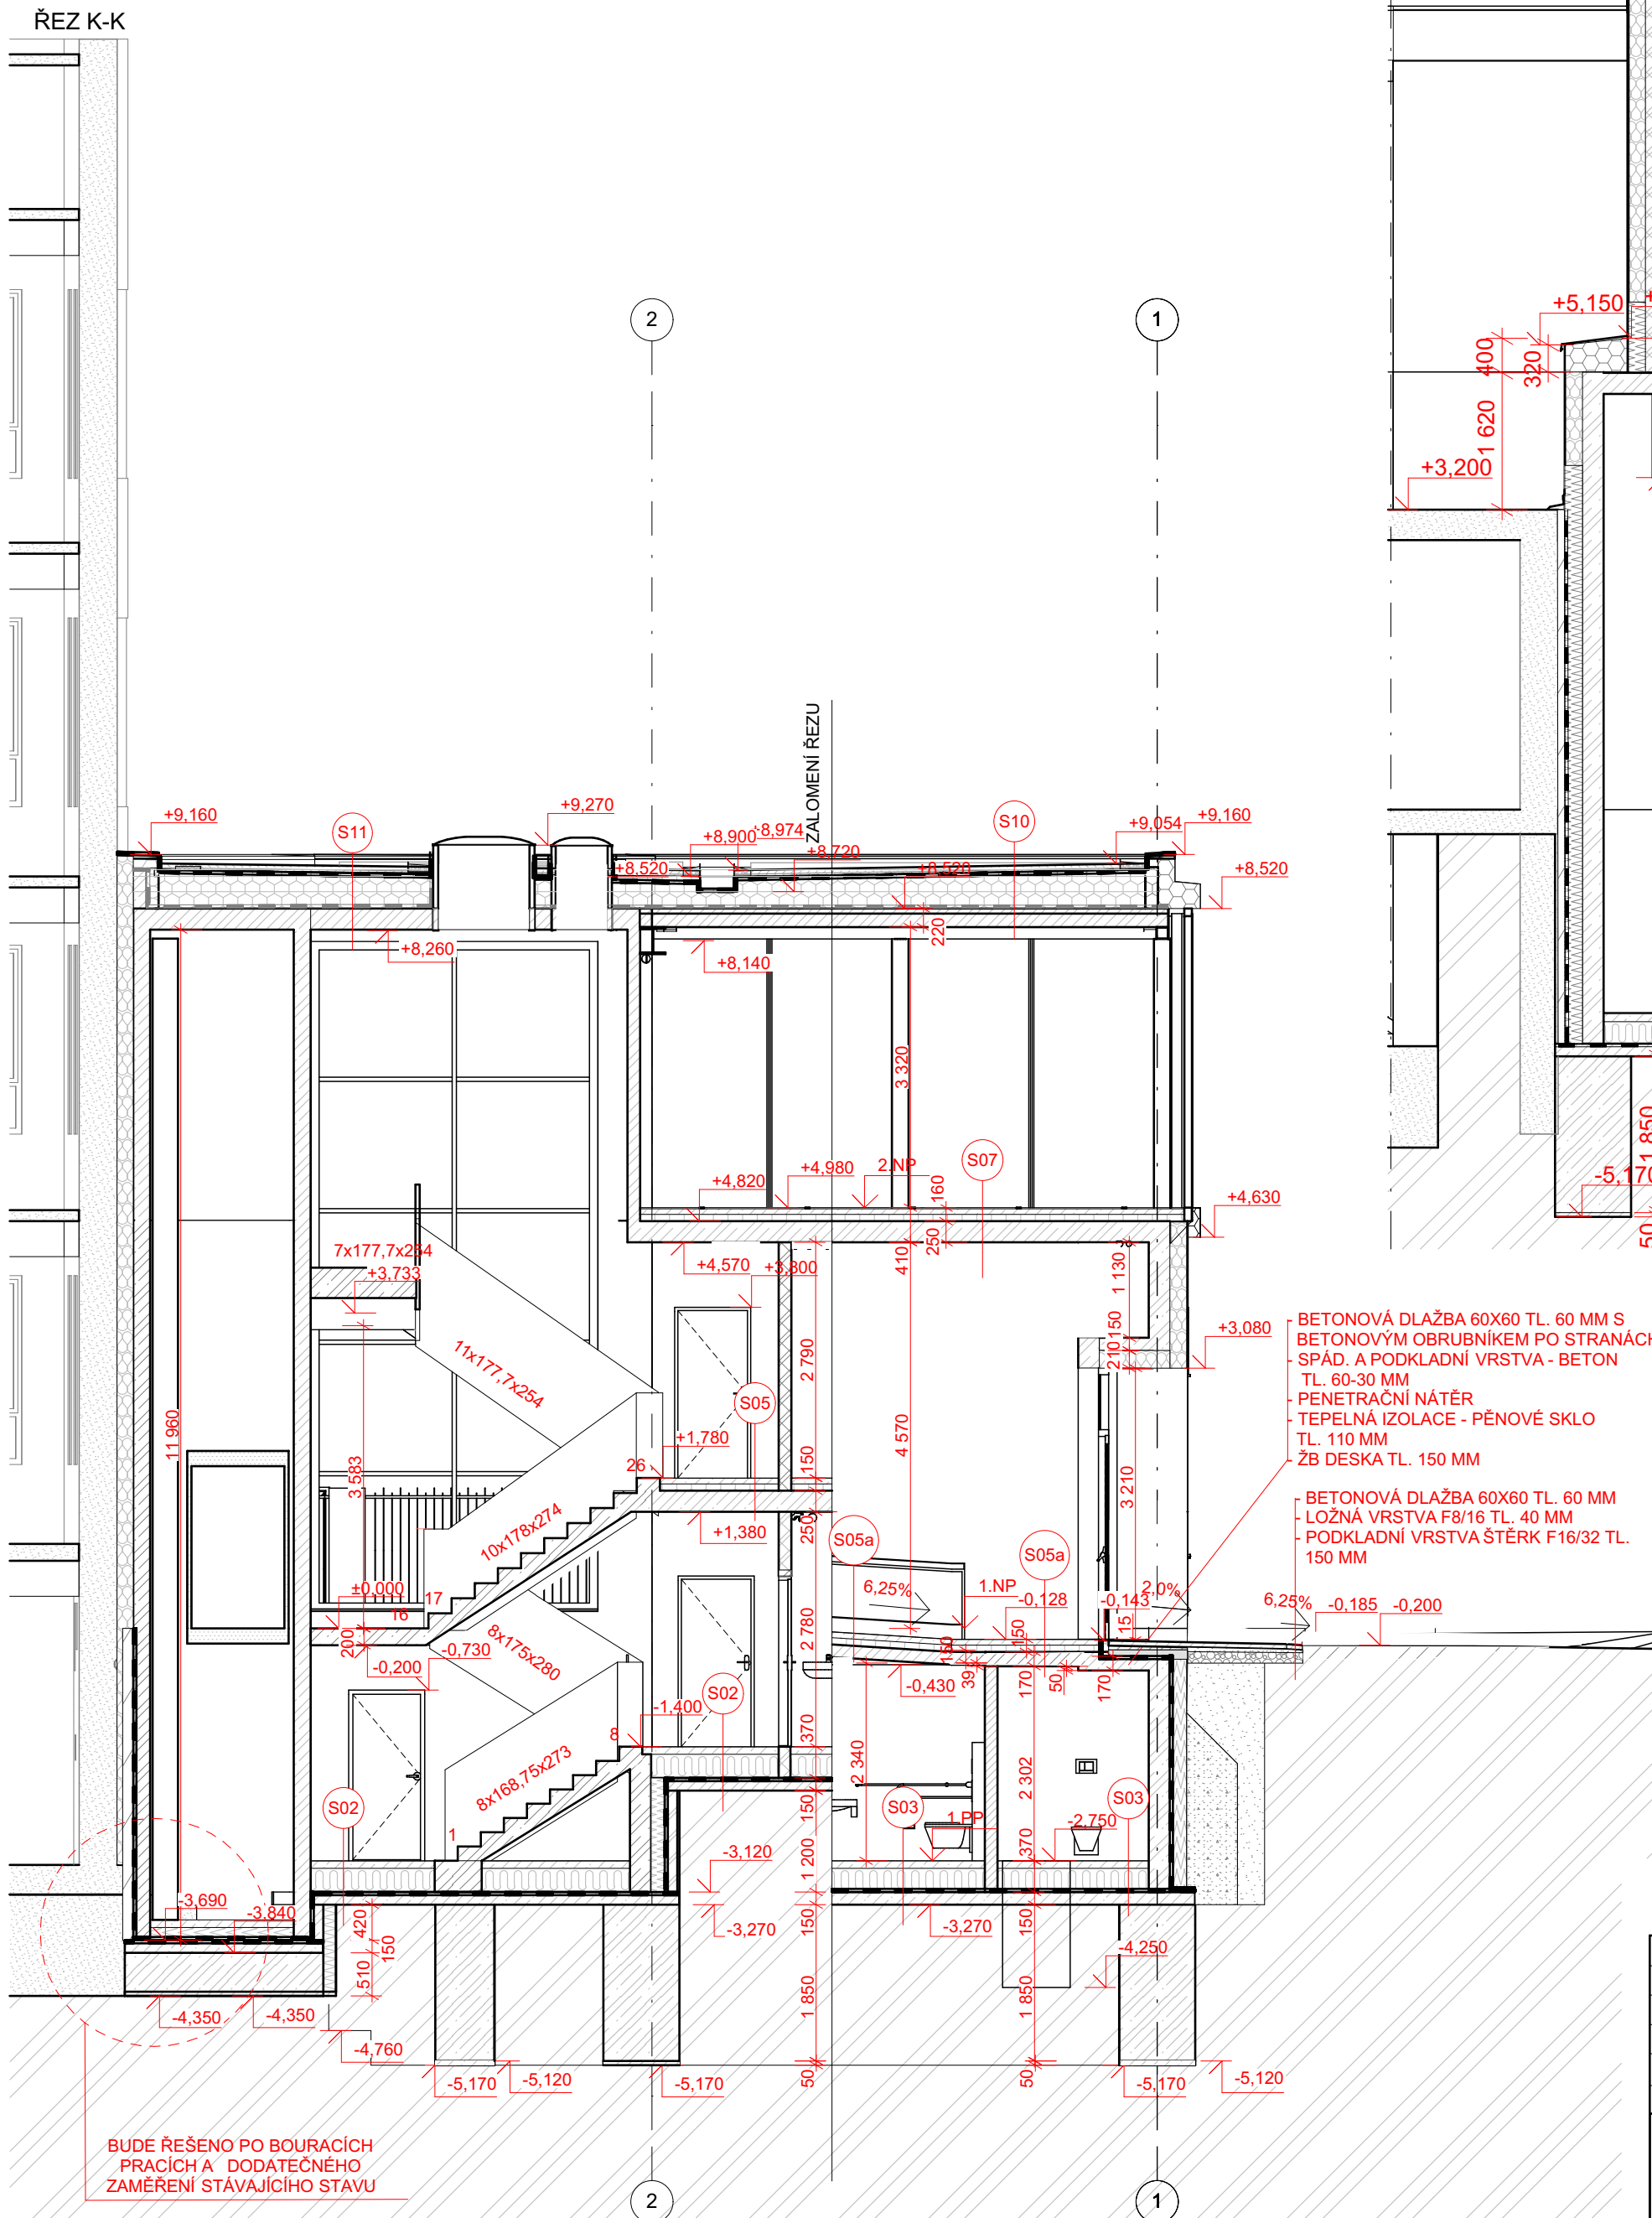 ŘEZ K-K
2
1
+5,150
400
320
1 620
+3,200
ZALOMENÍ ŘEZU
+9,160
S11
+9,270
+8,900
+8,974
S10
+9,054
+9,160
+8,720
+8,520
+8,520
+8,520
220
+8,260
+8,140
3 320
1 850
-5,170
50
S07
2.NP
+4,980
+4,820
160
+4,630
250
410
7x177,7x254
+3,733
+4,570
+3,800
1 130
150
210
+3,080
BETONOVÁ DLAŽBA 60X60 TL. 60 MM S
BETONOVÝM OBRUBNÍKEM PO STRANÁCH
- SPÁD. A PODKLADNÍ VRSTVA - BETON
TL. 60-30 MM
- PENETRAČNÍ NÁTĚR
- TEPELNÁ IZOLACE - PĚNOVÉ SKLO
TL. 110 MM
- ŽB DESKA TL. 150 MM
11x177,7x254
2 790
S05
11 960
+1,780
4 570
26
150
3 583
3 210
- BETONOVÁ DLAŽBA 60X60 TL. 60 MM
- LOŽNÁ VRSTVA F8/16 TL. 40 MM
- PODKLADNÍ VRSTVA ŠTĚRK F16/32 TL.
150 MM
10x178x274
+1,380
250
S05a
S05a
±0,000
17
16
6,25%
1.NP
-0,128
-0,143
2,0%
6,25%
-0,185
-0,200
15
200
8x175x280
2 780
150
150
-0,200
-0,730
39
170
50
170
-0,430
S02
-1,400
8
370
2 340
2 302
8x168,75x273
S02
150
S03
S03
1
1.PP
-2,750
1 200
370
-3,120
-3,690
-3,840
420
150
510
-3,270
150
-3,270
150
-4,250
1 850
1 850
-4,350
-4,350
-4,760
-5,170
-5,120
-5,170
50
50
-5,170
-5,120
BUDE ŘEŠENO PO BOURACÍCH
PRACÍCH A DODATEČNÉHO
ZAMĚŘENÍ STÁVAJÍCÍHO STAVU
2
1